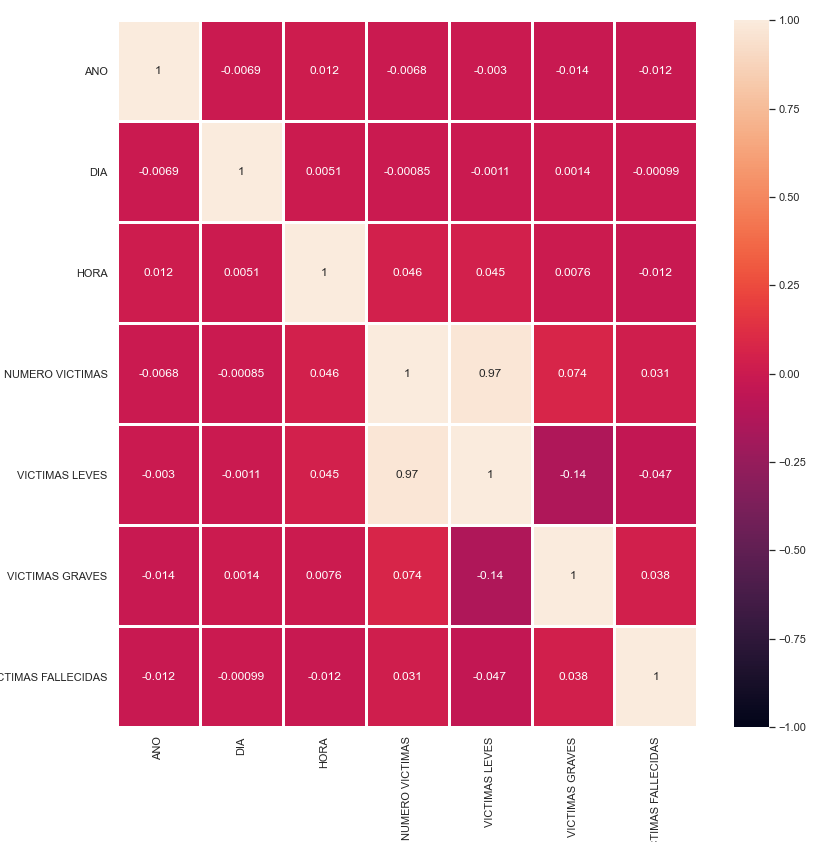 1.00
ANO 1 -0.0069 0.012 -0.0068 -0.003 -0.014 -0.012
0.75
DIA -0.0069 1 0.0051 -0.00085 -0.0011 0.0014 -0.00099
0.50
HORA 0.012 0.0051 1 0.046 0.045 0.0076 -0.012
0.25
NUMERO VICTIMAS -0.0068 -0.00085 0.046 1 0.97 0.074 0.031
0.00
VICTIMAS LEVES -0.003 -0.0011 0.045 0.97 1 -0.14 -0.047
−0.25
−0.50
VICTIMAS GRAVES -0.014 0.0014 0.0076 0.074 -0.14 1 0.038
−0.75
CTIMAS FALLECIDAS -0.012 -0.00099 -0.012 0.031 -0.047 0.038 1
−1.00
ANO
DIA
HORA
NUMERO VICTIMAS
VICTIMAS LEVES
VICTIMAS GRAVES
TIMAS FALLECIDAS